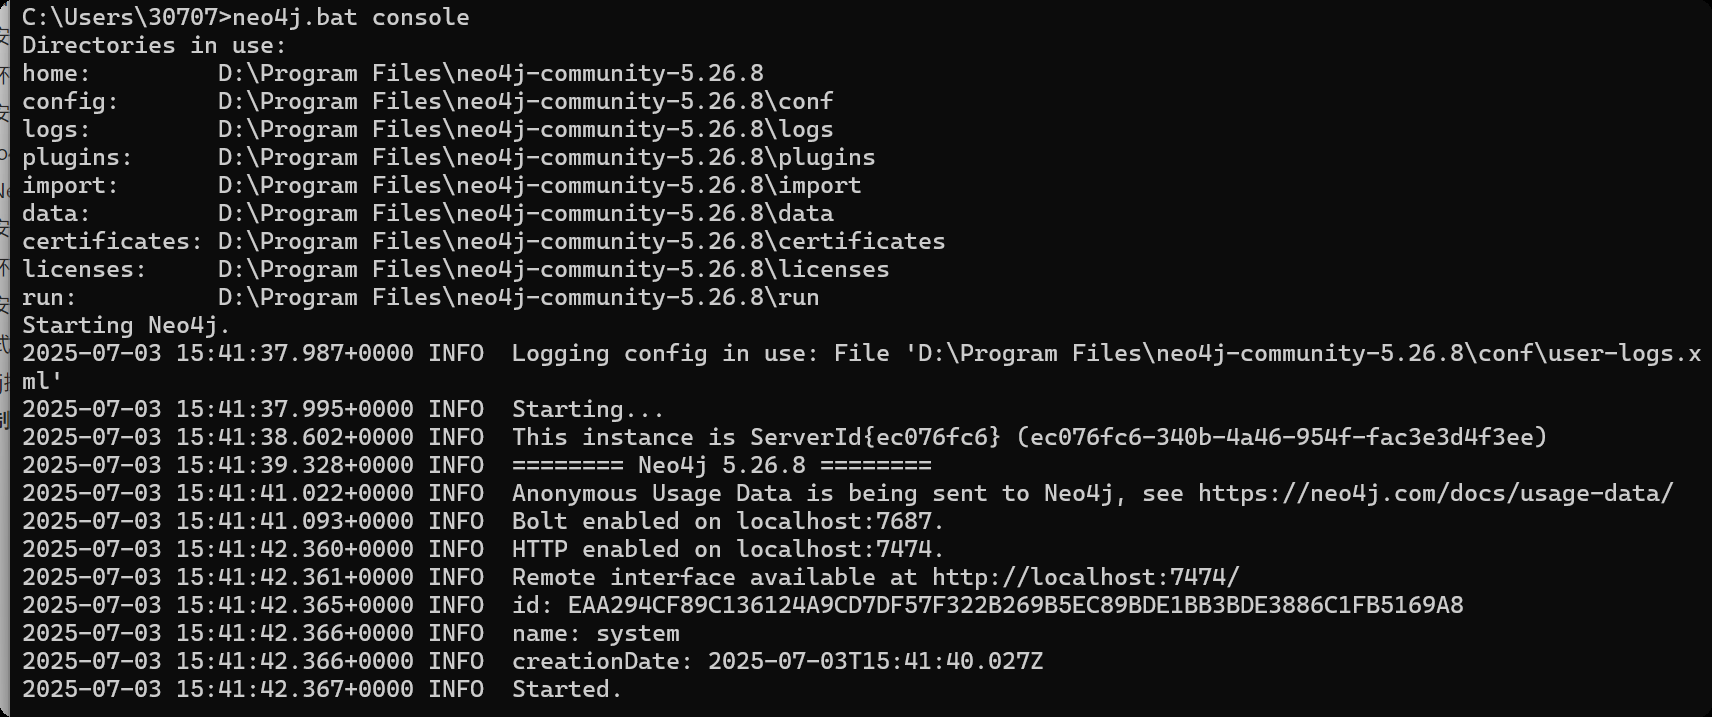 C:\Users\30707>neo4j.bat console
Directories in use:
home:         D:\Program Files\neo4j-community-5.26.8
config:       D:\Program Files\neo4j-community-5.26.8\conf
logs:         D:\Program Files\neo4j-community-5.26.8\logs
plugins:      D:\Program Files\neo4j-community-5.26.8\plugins
import:       D:\Program Files\neo4j-community-5.26.8\import
data:         D:\Program Files\neo4j-community-5.26.8\data
certificates: D:\Program Files\neo4j-community-5.26.8\certificates
licenses:     D:\Program Files\neo4j-community-5.26.8\licenses
run:          D:\Program Files\neo4j-community-5.26.8\run
Starting Neo4j.
2025-07-03 15:41:37.987+0000 INFO  Logging config in use: File 'D:\Program Files\neo4j-community-5.26.8\conf\user-logs.x
ml'
2025-07-03 15:41:37.995+0000 INFO  Starting...
2025-07-03 15:41:38.602+0000 INFO  This instance is ServerId{ec076fc6} (ec076fc6-340b-4a46-954f-fac3e3d4f3ee)
2025-07-03 15:41:39.328+0000 INFO  ======== Neo4j 5.26.8 ========
2025-07-03 15:41:41.022+0000 INFO  Anonymous Usage Data is being sent to Neo4j, see https://neo4j.com/docs/usage-data/
2025-07-03 15:41:41.093+0000 INFO  Bolt enabled on localhost:7687.
2025-07-03 15:41:42.360+0000 INFO  HTTP enabled on localhost:7474.
2025-07-03 15:41:42.361+0000 INFO  Remote interface available at http://localhost:7474/
2025-07-03 15:41:42.365+0000 INFO  id: EAA294CF89C136124A9CD7DF57F322B269B5EC89BDE1BB3BDE3886C1FB5169A8
2025-07-03 15:41:42.366+0000 INFO  name: system
2025-07-03 15:41:42.366+0000 INFO  creationDate: 2025-07-03T15:41:40.027Z
2025-07-03 15:41:42.367+0000 INFO  Started.